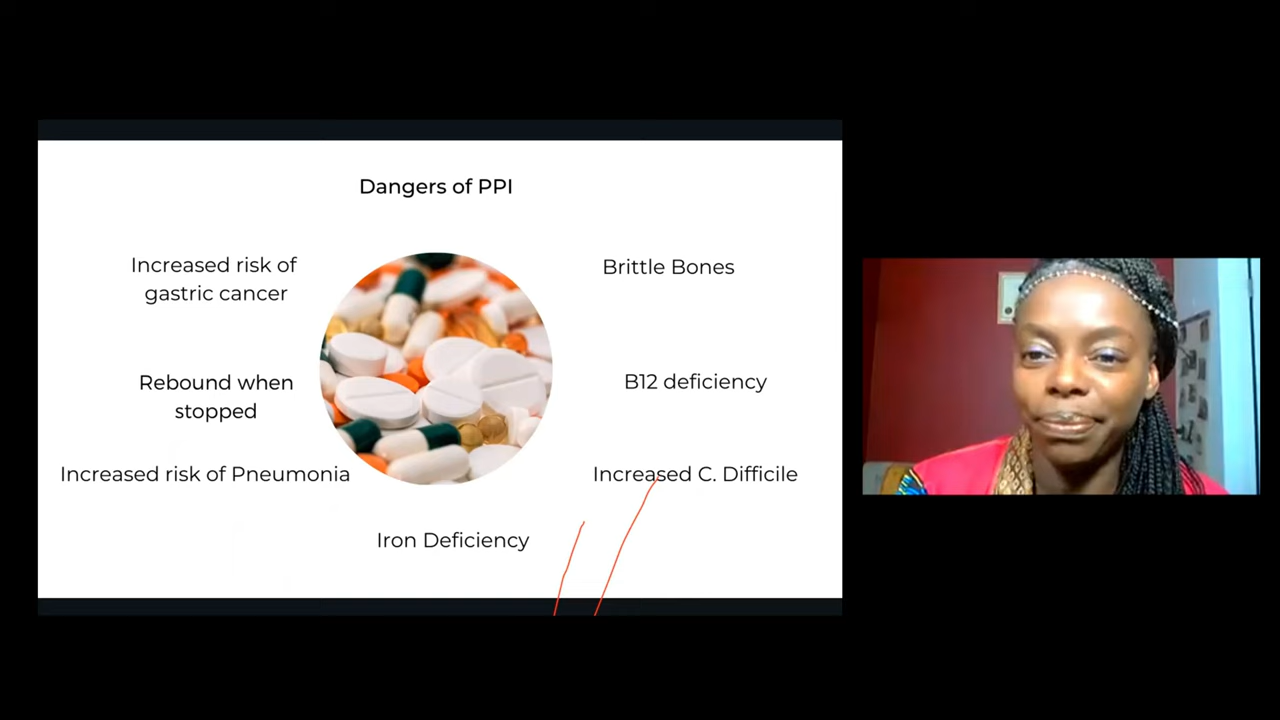 Dangers of PPI
Increased risk of
gastric cancer
Brittle Bones
Rebound when
stopped
B12 deficiency
Increased risk of Pneumonia
Increased C. Difficile
Iron Deficiency